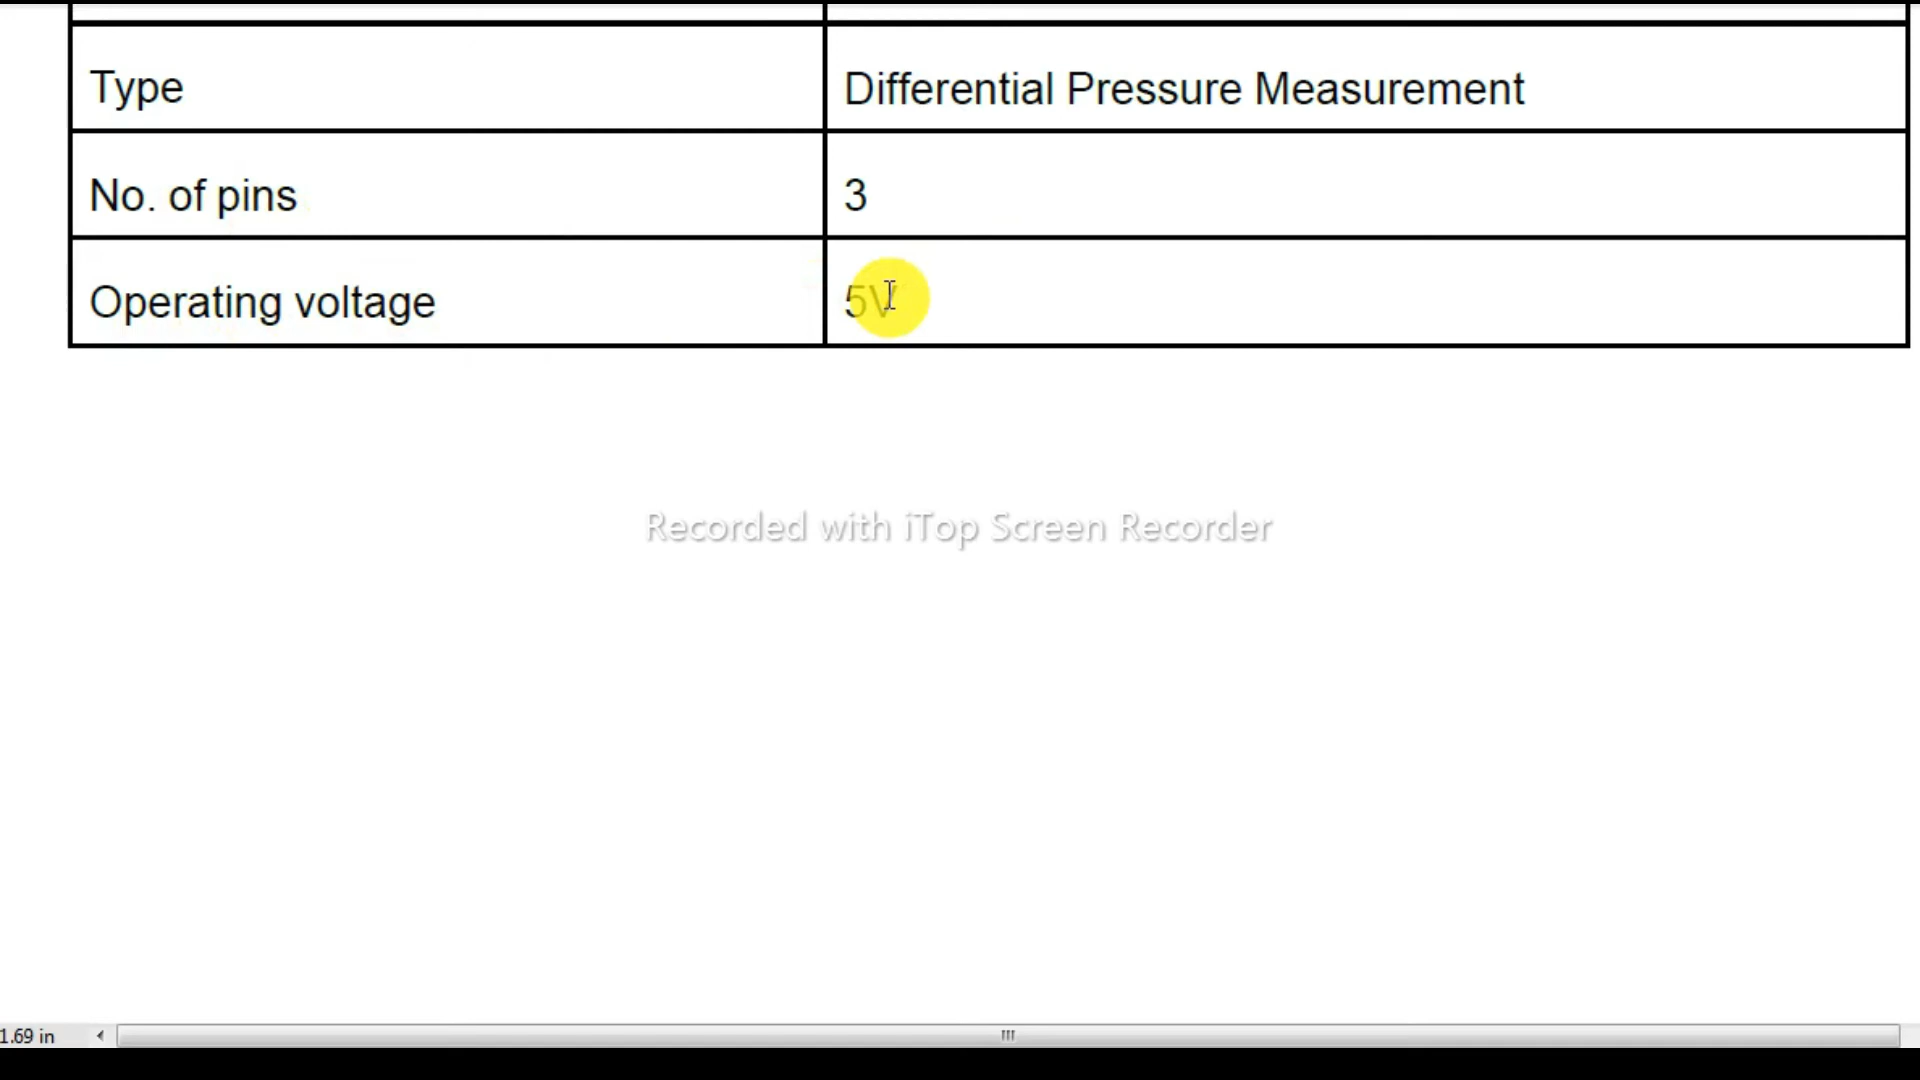 Type
Differential Pressure Measurement
No. of pins
3
Operating voltage
5V
Recorded with iTop Screen Recorder
1.69 in